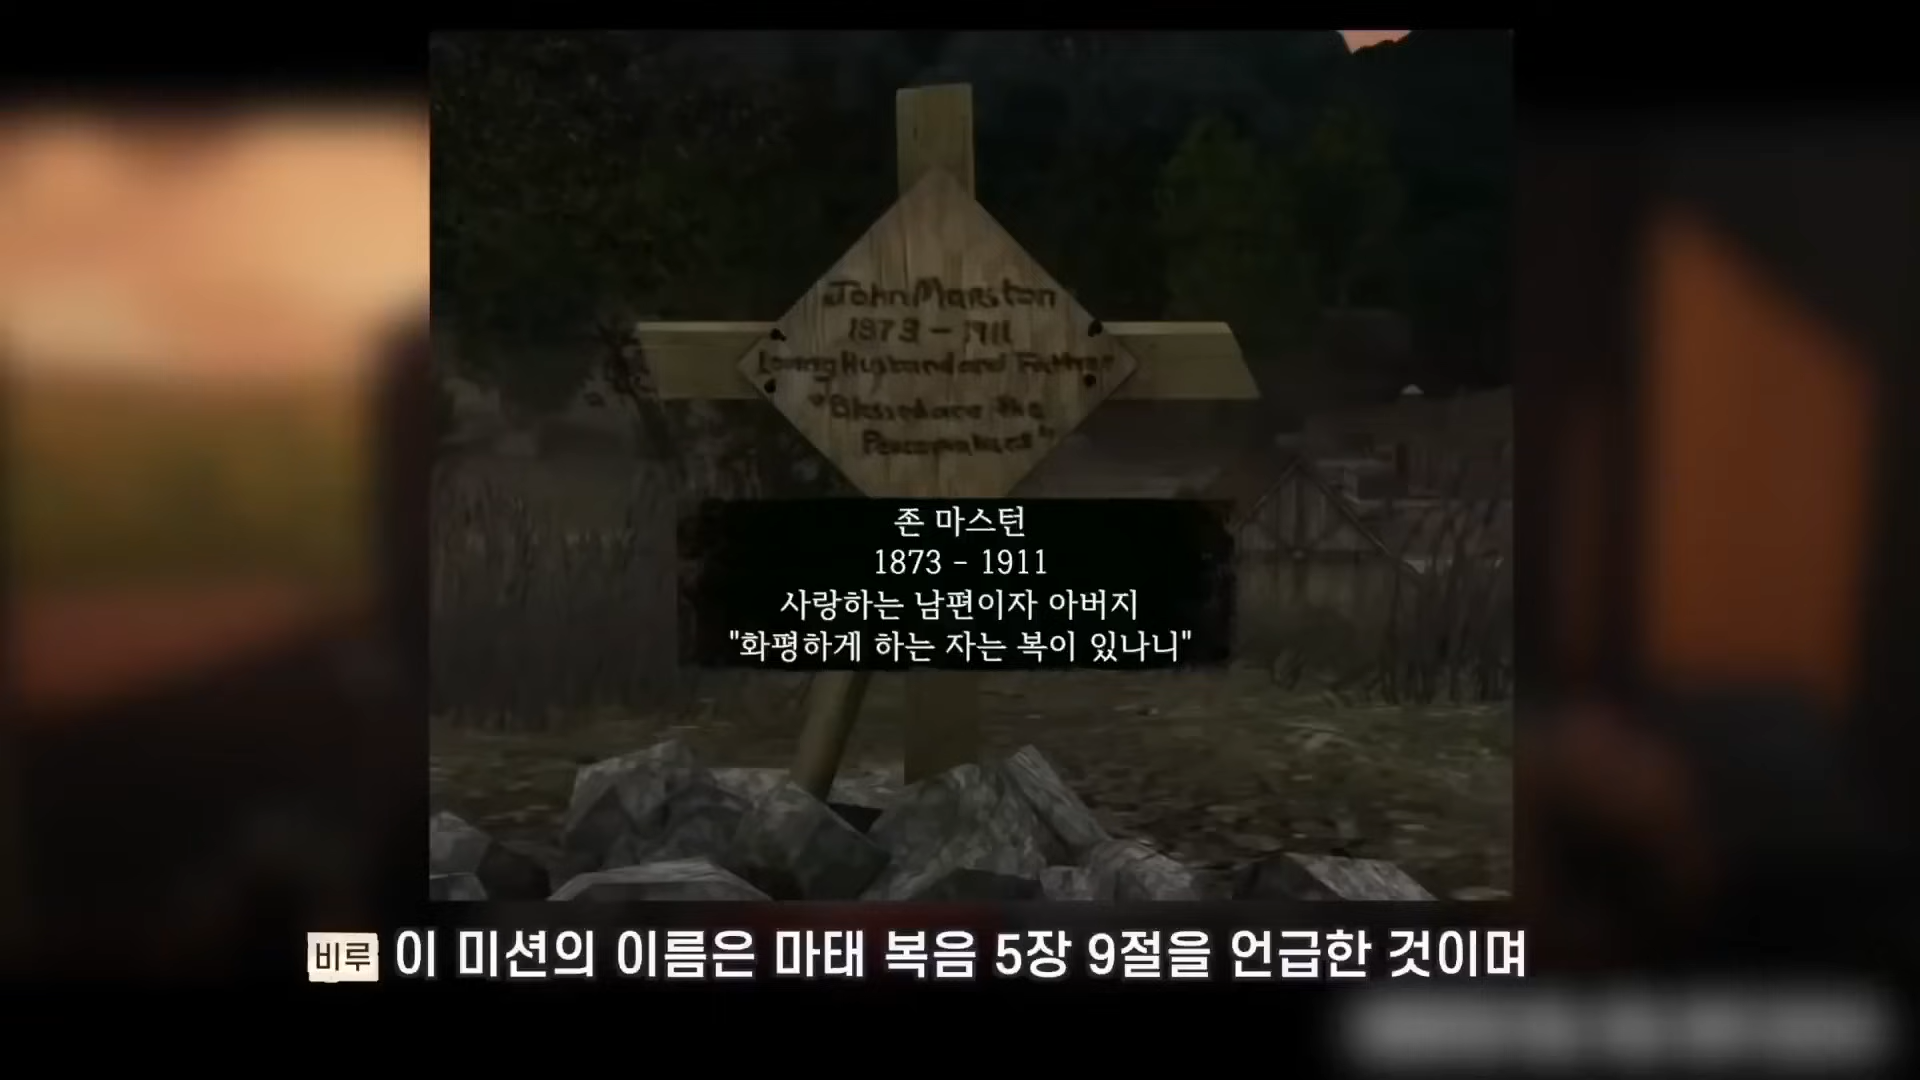 John Marston
1873 - 1911
Loving Husband and Father
"Blessed are the
Peacemakers"
존 마스턴
1873 - 1911
사랑하는 남편이자 아버지
"화평하게 하는 자는 복이 있나니"
비루 이 미션의 이름은 마태 복음 5장 9절을 언급한 것이며